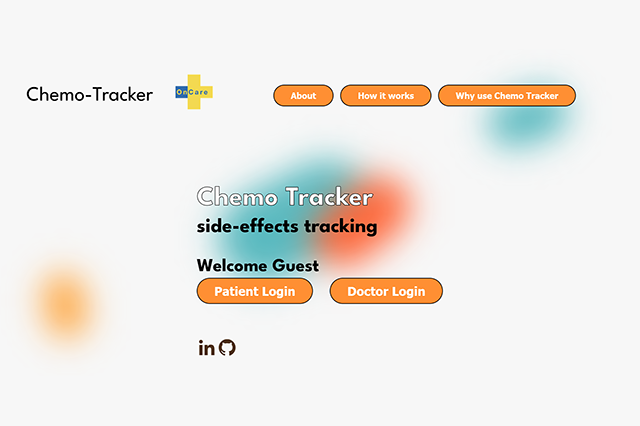 Chemo-Tracker
OnCare
About
How it works
Why use Chemo Tracker
Chemo Tracker
side-effects tracking
Welcome Guest
Patient Login
Doctor Login
in